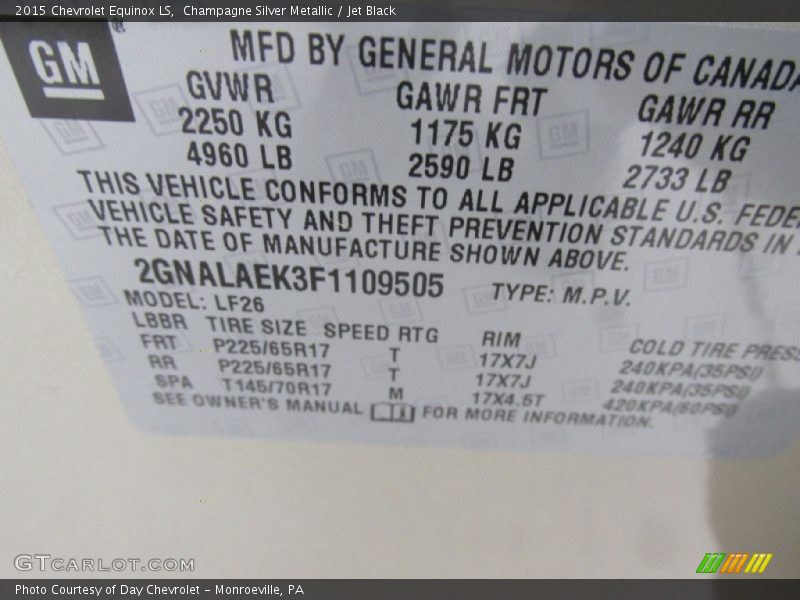 2015 Chevrolet Equinox LS, Champagne Silver Metallic / Jet Black
GM
MFD BY GENERAL MOTORS OF CANADA
GVWR GAWR FRT GAWR RR
2250 KG 1175 KG 1240 KG
4960 LB 2590 LB 2733 LB
THIS VEHICLE CONFORMS TO ALL APPLICABLE U.S. FEDE
VEHICLE SAFETY AND THEFT PREVENTION STANDARDS IN
THE DATE OF MANUFACTURE SHOWN ABOVE.
2GNALAEK3F1109505 TYPE: M.P.V.
MODEL: LF26
LBBR TIRE SIZE SPEED RTG RIM COLD TIRE PRESS
FRT P225/65R17 T 17X7J 240KPA(35PSI)
RR P225/65R17 T 17X7J 240KPA(35PSI)
SPA T145/70R17 M 17X4.5T 420KPA(60PSI)
SEE OWNER'S MANUAL FOR MORE INFORMATION.
GTCARLOT.COM
Photo Courtesy of Day Chevrolet - Monroeville, PA